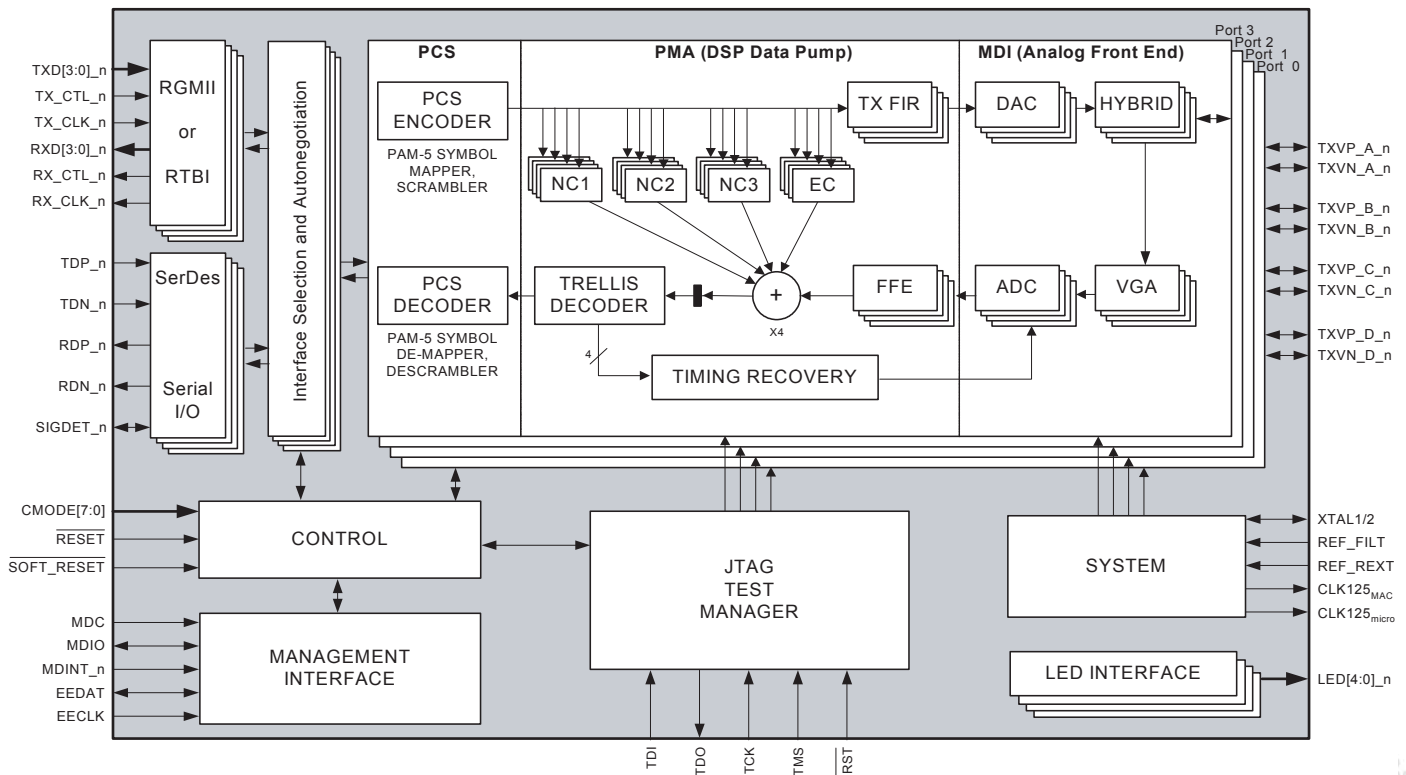 Port 3
Port 2
Port 1
Port 0
PCS
PMA (DSP Data Pump)
MDI (Analog Front End)
TXD[3:0]_n
TX_CTL_n
TX_CLK_n
RXD[3:0]_n
RX_CTL_n
RX_CLK_n
RGMII
or
RTBI
TDP_n
TDN_n
RDP_n
RDN_n
SIGDET_n
SerDes
Serial
I/O
Interface Selection and Autonegotiation
PCS
ENCODER
PAM-5 SYMBOL
MAPPER,
SCRAMBLER
PCS
DECODER
PAM-5 SYMBOL
DE-MAPPER,
DESCRAMBLER
NC1
NC2
NC3
EC
TX FIR
DAC
HYBRID
TRELLIS
DECODER
+
X4
FFE
ADC
VGA
4
TIMING RECOVERY
TXVP_A_n
TXVN_A_n
TXVP_B_n
TXVN_B_n
TXVP_C_n
TXVN_C_n
TXVP_D_n
TXVN_D_n
CMODE[7:0]
RESET
SOFT_RESET
CONTROL
MDC
MDIO
MDINT_n
EEDAT
EECLK
MANAGEMENT
INTERFACE
JTAG
TEST
MANAGER
TDI
TDO
TCK
TMS
RST
SYSTEM
XTAL1/2
REF_FILT
REF_REXT
CLK125MAC
CLK125micro
LED INTERFACE
LED[4:0]_n